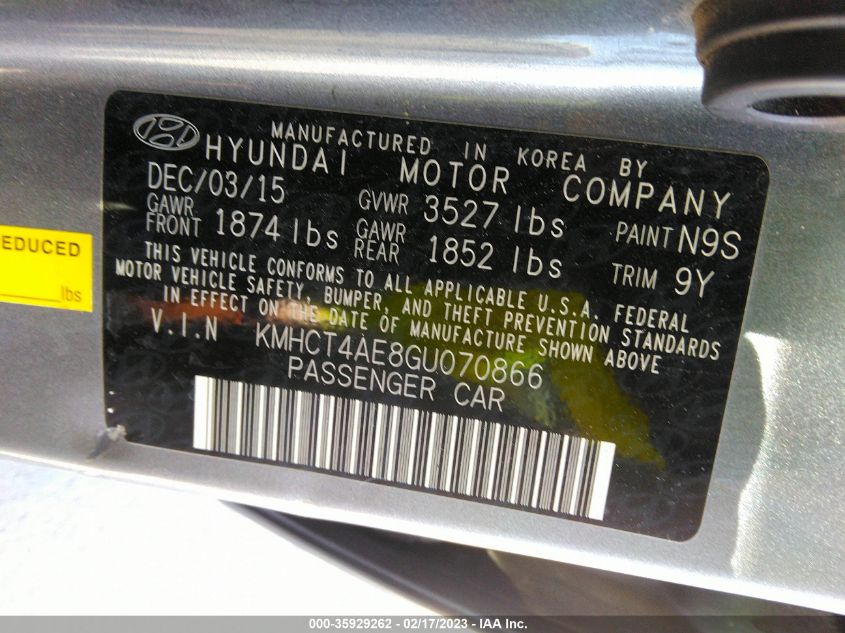 MANUFACTURED IN KOREA BY
HYUNDAI MOTOR COMPANY
DEC/03/15 GVWR 3527 lbs PAINT N9S
GAWR FRONT 1874 lbs GAWR REAR 1852 lbs TRIM 9Y
THIS VEHICLE CONFORMS TO ALL APPLICABLE U.S.A. FEDERAL
MOTOR VEHICLE SAFETY, BUMPER, AND THEFT PREVENTION STANDARDS
IN EFFECT ON THE DATE OF MANUFACTURE SHOWN ABOVE
V.I.N KMHCT4AE8GU070866
PASSENGER CAR
EDUCED
lbs
000-35929262 - 02/17/2023 - IAA Inc.